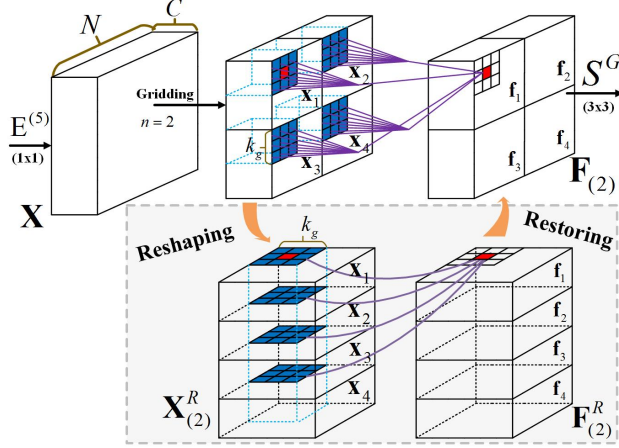 N
C
E^{(5)}
(1x1)
X
Gridding
n = 2
x_1
x_2
x_3
x_4
k_g
f_1
f_2
f_3
f_4
S^G
(3x3)
F_{(2)}
Reshaping
k_g
Restoring
x_1
x_2
x_3
x_4
X^R_{(2)}
f_1
f_2
f_3
f_4
F^R_{(2)}